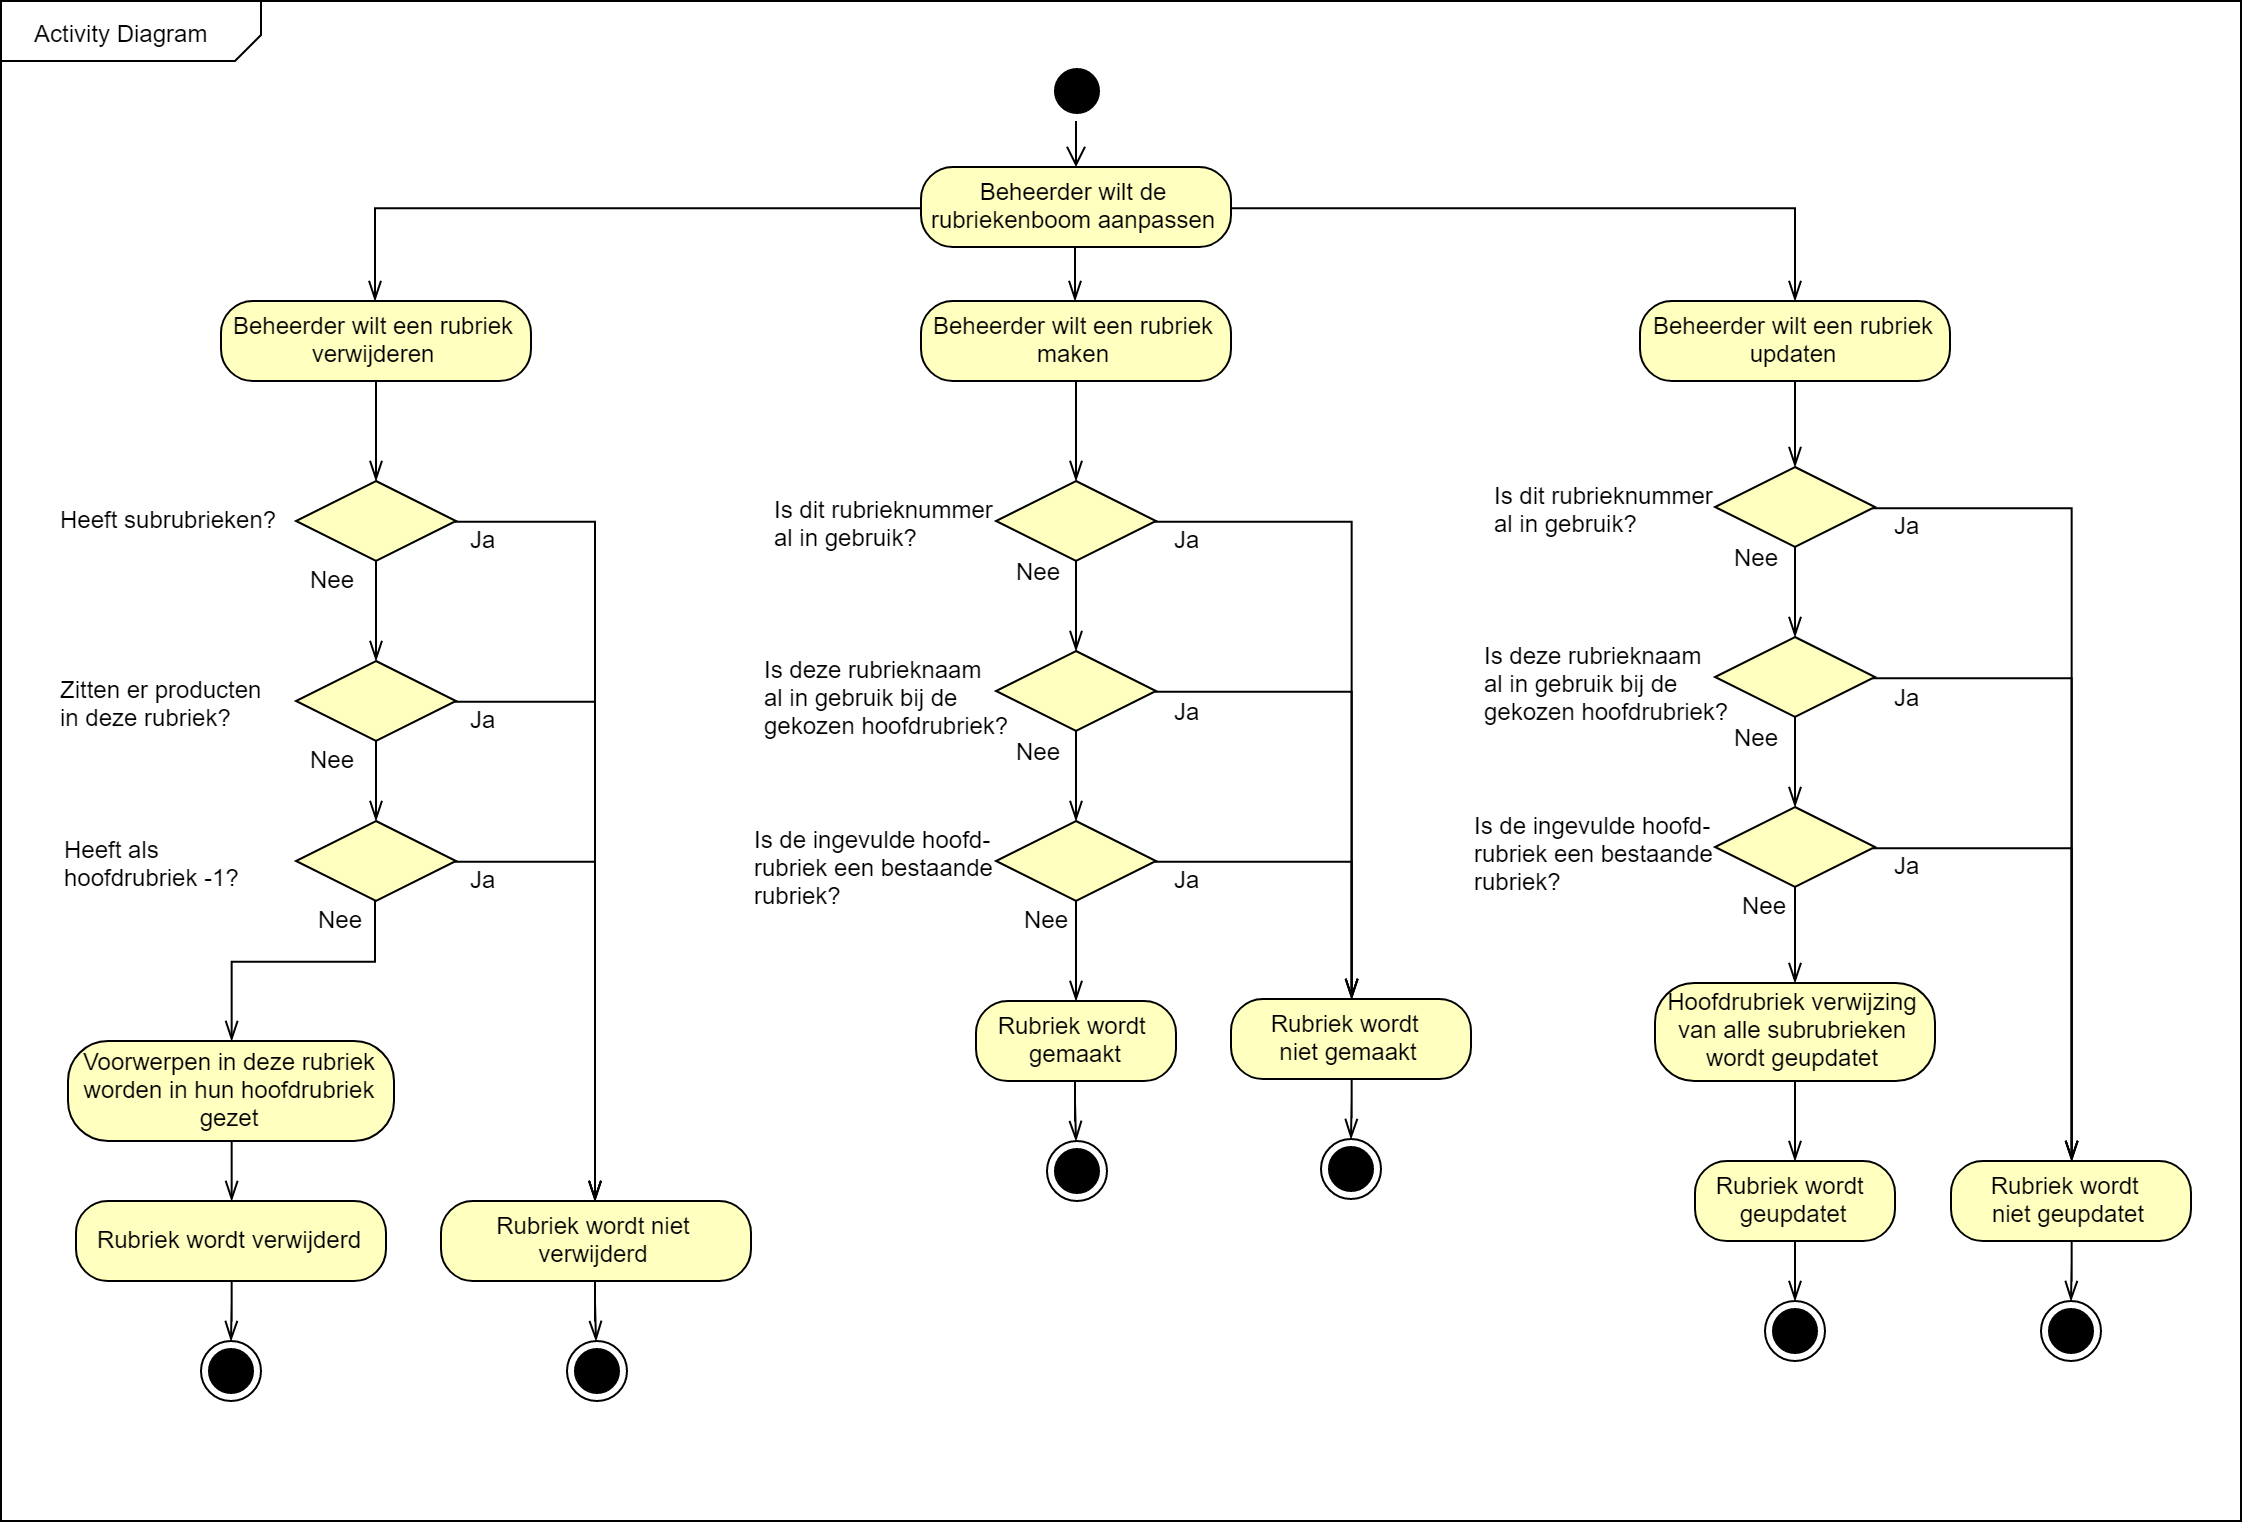 Activity Diagram
Beheerder wilt de
rubriekenboom aanpassen
Beheerder wilt een rubriek
verwijderen
Beheerder wilt een rubriek
maken
Beheerder wilt een rubriek
updaten
Heeft subrubrieken?
Ja
Nee
Zitten er producten
in deze rubriek?
Ja
Nee
Heeft als
hoofdrubriek -1?
Ja
Nee
Voorwerpen in deze rubriek
worden in hun hoofdrubriek
gezet
Rubriek wordt verwijderd
Rubriek wordt niet
verwijderd
Is dit rubrieknummer
al in gebruik?
Ja
Nee
Is deze rubrieknaam
al in gebruik bij de
gekozen hoofdrubriek?
Ja
Nee
Is de ingevulde hoofd-
rubriek een bestaande
rubriek?
Ja
Nee
Rubriek wordt
gemaakt
Rubriek wordt
niet gemaakt
Is dit rubrieknummer
al in gebruik?
Ja
Nee
Is deze rubrieknaam
al in gebruik bij de
gekozen hoofdrubriek?
Ja
Nee
Is de ingevulde hoofd-
rubriek een bestaande
rubriek?
Ja
Nee
Hoofdrubriek verwijzing
van alle subrubrieken
wordt geupdatet
Rubriek wordt
geupdatet
Rubriek wordt
niet geupdatet